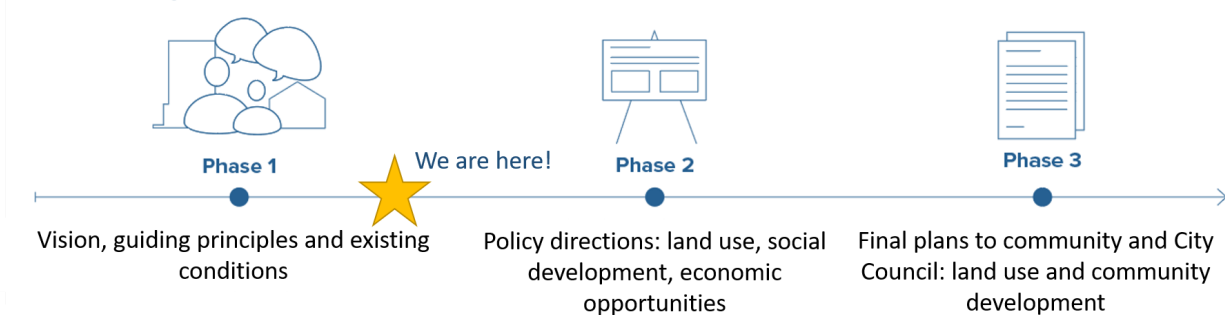 Phase 1
We are here!
Phase 2
Phase 3
Vision, guiding principles and existing
conditions
Policy directions: land use, social
development, economic
opportunities
Final plans to community and City
Council: land use and community
development